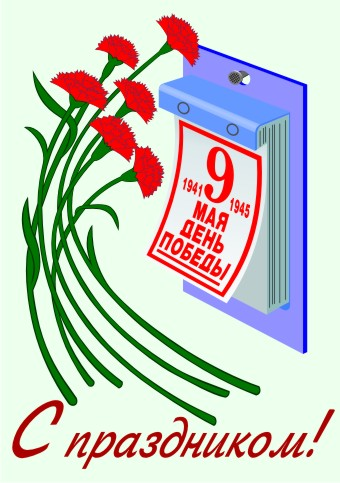 9
1941 1945
МАЯ
ДЕНЬ
ПОБЕДЫ
С праздником!